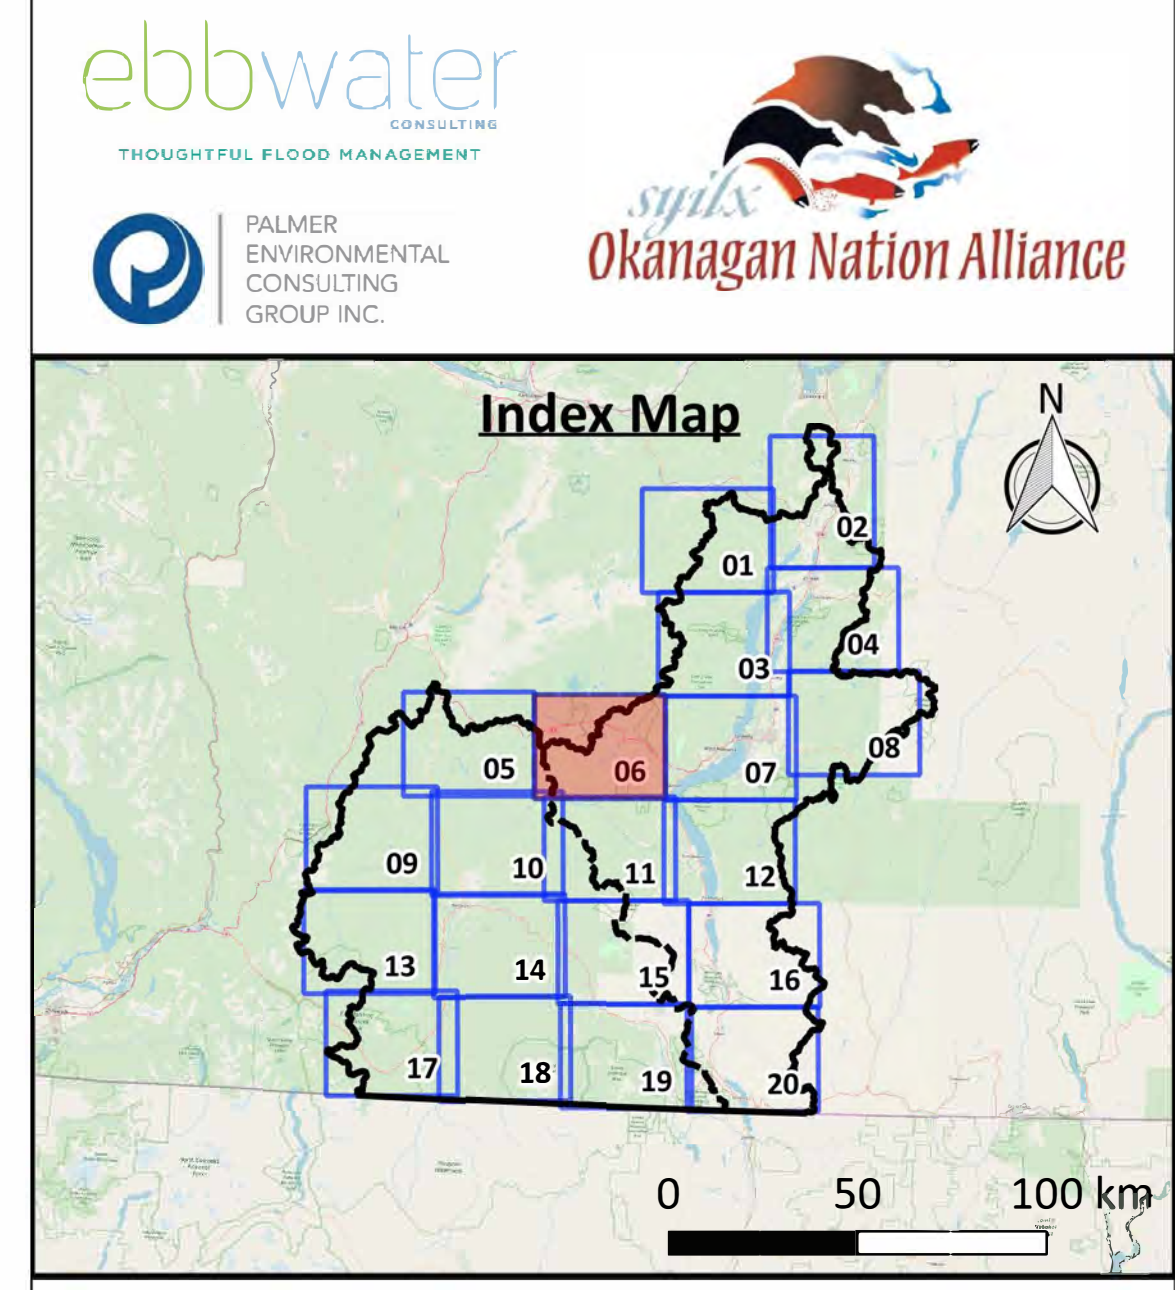 ebbwater
CONSULTING
THOUGHTFUL FLOOD MANAGEMENT
PALMER
ENVIRONMENTAL
CONSULTING
GROUP INC.
syilx
Okanagan Nation Alliance
Index Map
N
02
01
04
03
08
05
06
07
09
10
11
12
13
14
15
16
17
18
19
20
0 50 100 km